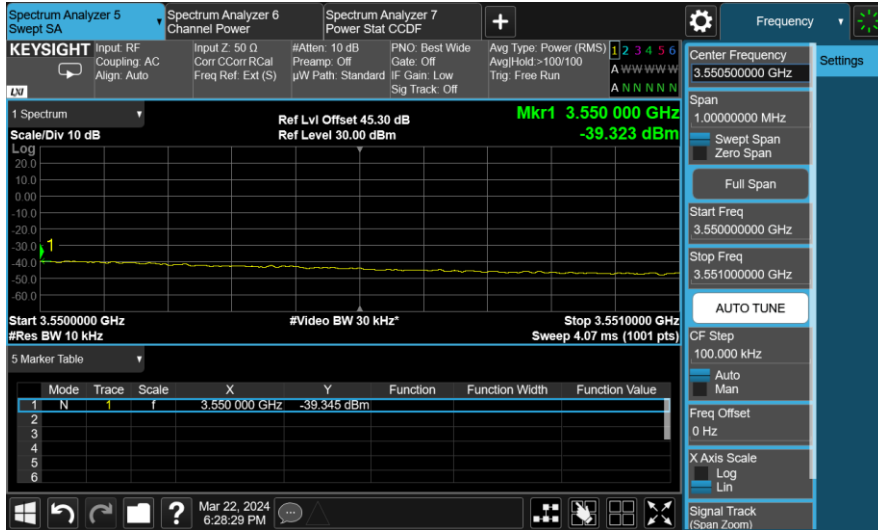 Spectrum Analyzer 5
Swept SA
Spectrum Analyzer 6
Channel Power
Spectrum Analyzer 7
Power Stat CCDF
+
Frequency
KEYSIGHT
LXI
Input: RF
Coupling: AC
Align: Auto
Input Z: 50 Ω
Corr CCorr RCal
Freq Ref: Ext (S)
#Atten: 10 dB
Preamp: Off
µW Path: Standard
PNO: Best Wide
Gate: Off
IF Gain: Low
Sig Track: Off
Avg Type: Power (RMS)
Avg|Hold:>100/100
Trig: Free Run
1 2 3 4 5 6
A W W W W W
A N N N N N
1 Spectrum
Scale/Div 10 dB
Ref Lvl Offset 45.30 dB
Ref Level 30.00 dBm
Mkr1 3.550 000 GHz
-39.323 dBm
Log
20.0
10.0
0.00
-10.0
-20.0
-30.0
-40.0
-50.0
-60.0
1
Start 3.5500000 GHz
#Res BW 10 kHz
#Video BW 30 kHz*
Stop 3.5510000 GHz
Sweep 4.07 ms (1001 pts)
5 Marker Table
Mode Trace Scale X Y Function Function Width Function Value
1 N 1 f 3.550 000 GHz -39.345 dBm
2
3
4
5
6
Mar 22, 2024
6:28:29 PM
?
Settings
Center Frequency
3.550500000 GHz
Span
1.00000000 MHz
Swept Span
Zero Span
Full Span
Start Freq
3.550000000 GHz
Stop Freq
3.551000000 GHz
AUTO TUNE
CF Step
100.000 kHz
Auto
Man
Freq Offset
0 Hz
X Axis Scale
Log
Lin
Signal Track
(Span Zoom)